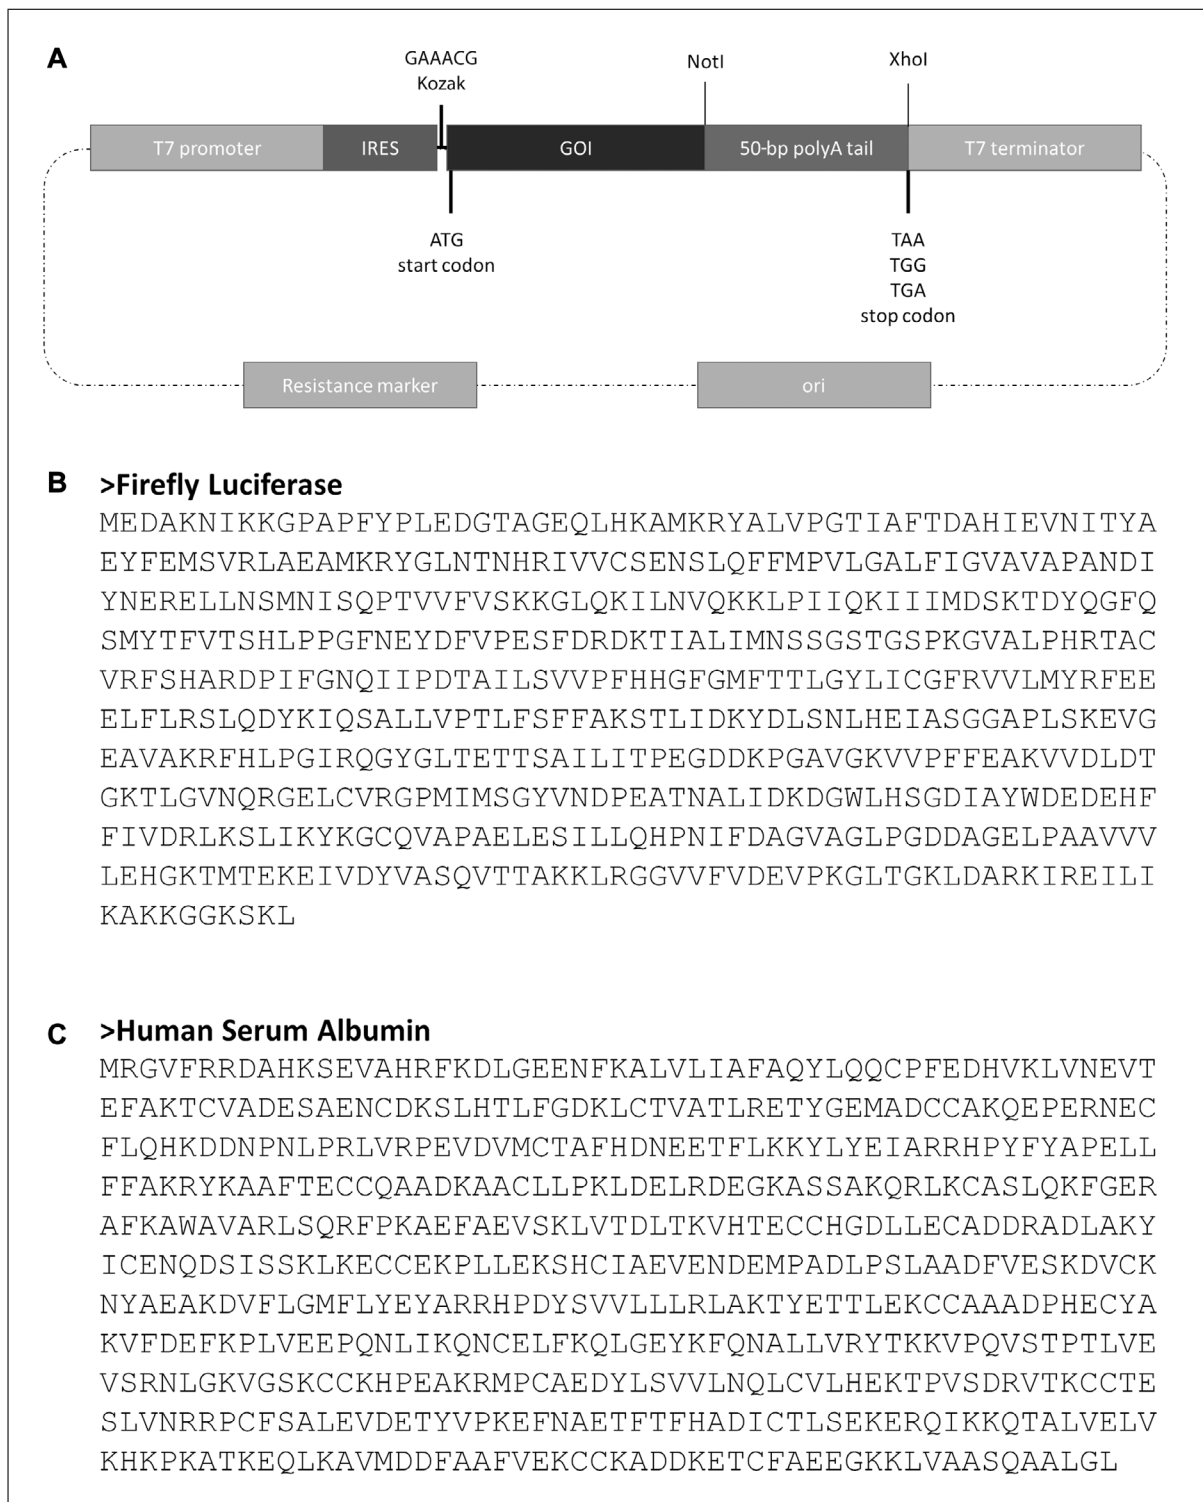 A
GAAACG
Kozak
NotI
XhoI
T7 promoter
IRES
GOI
50-bp polyA tail
T7 terminator
ATG
start codon
TAA
TGG
TGA
stop codon
Resistance marker
ori
B
>Firefly Luciferase
MEDAKNIKKGPAPFYPLEDGTAGEQLHKAMKRYALVPGTIAFTDAHIEVNITYA
EYFEMSVRLAEAMKRYGLNTNHRIVVCSENSLQFFMPVLGALFIGVAVAPANDI
YNERELLNSMNISQPTVVFVSKKGLQKILNVQKKLPIIQKIIIMDSKTDYQGFQ
SMYTFVTSHLPPGFNEYDFVPESFDRDKTIALIMNSSGSTGSPKGVALPHRTAC
VRFSHARDPIFGNQIIPDTAILSVVPFHHGFGMFTTLGYLICGFRVVLMYRFEE
ELFLRSLQDYKIQSALLVPTLFSFFAKSTLIDKYDLSNLHEIASGGAPLSKEVG
EAVAKRFHLPGIRQGYGLTETTSAILITPEGDDKPGAVGKVVPFFEAKVVDLDT
GKTLGVNQRGELCVRGPMIMSGYVNDPEATNALIDKDGWLHSGDIAYWDEDEHF
FIVDRLKSLIKYKGCQVAPAELESILLQHPNIFDAGVAGLPGDDAGELPAAVVV
LEHGKTMTEKEIVDYVASQVTTAKKLRGGVVFVDEVPKGLTGKLDARKIREILI
KAKKGGKSKL
C
>Human Serum Albumin
MRGVFRRDAHKSEVAHRFKDLGEENFKALVLIAFAQYLQQCPFEDHVKLVNEVT
EFAKTCVADESAENCDKSLHTLFGDKLCTVATLRETYGEMADCCAKQEPERNEC
FLQHKDDNPNLPRLVRPEVDVMCTAFHDNEETFLKKYLYEIARRHPYFYAPELL
FFAKRYKAAFTECCQAADKAACLLPKLDELRDEGKASSAKQRLKCASLQKFGER
AFKAWAVARLSQRFPKAEFAEVSKLVTDLTKVHTECCHGDLLECADDRADLAKY
ICENQDSISSKLKECCEKPLLEKSHCIAEVENDEMPADLPSLAADFVESKDVCK
NYAEAKDVFLGMFLYEYARRHPDYSVVLLLRLAKTYETTLEKCCAAADPHECYA
KVFDEFKPLVEEPQNLIKQNCELFKQLGEYKFQNALLVRYTKKVPQVSTPTLVE
VSRNLGKVGSKCCKHPEAKRMPCAEDYLSVVLNQLCVLHEKTPVSDRVTKCCTE
SLVNRRPCFSALEVDETYVPKEFNAETFTFHADICTLSEKERQIKKQTALVELV
KHKPKATKEQLKAVMDDFAAFVEKCCKADDKETCFAEEGKKLVAASQAALGL